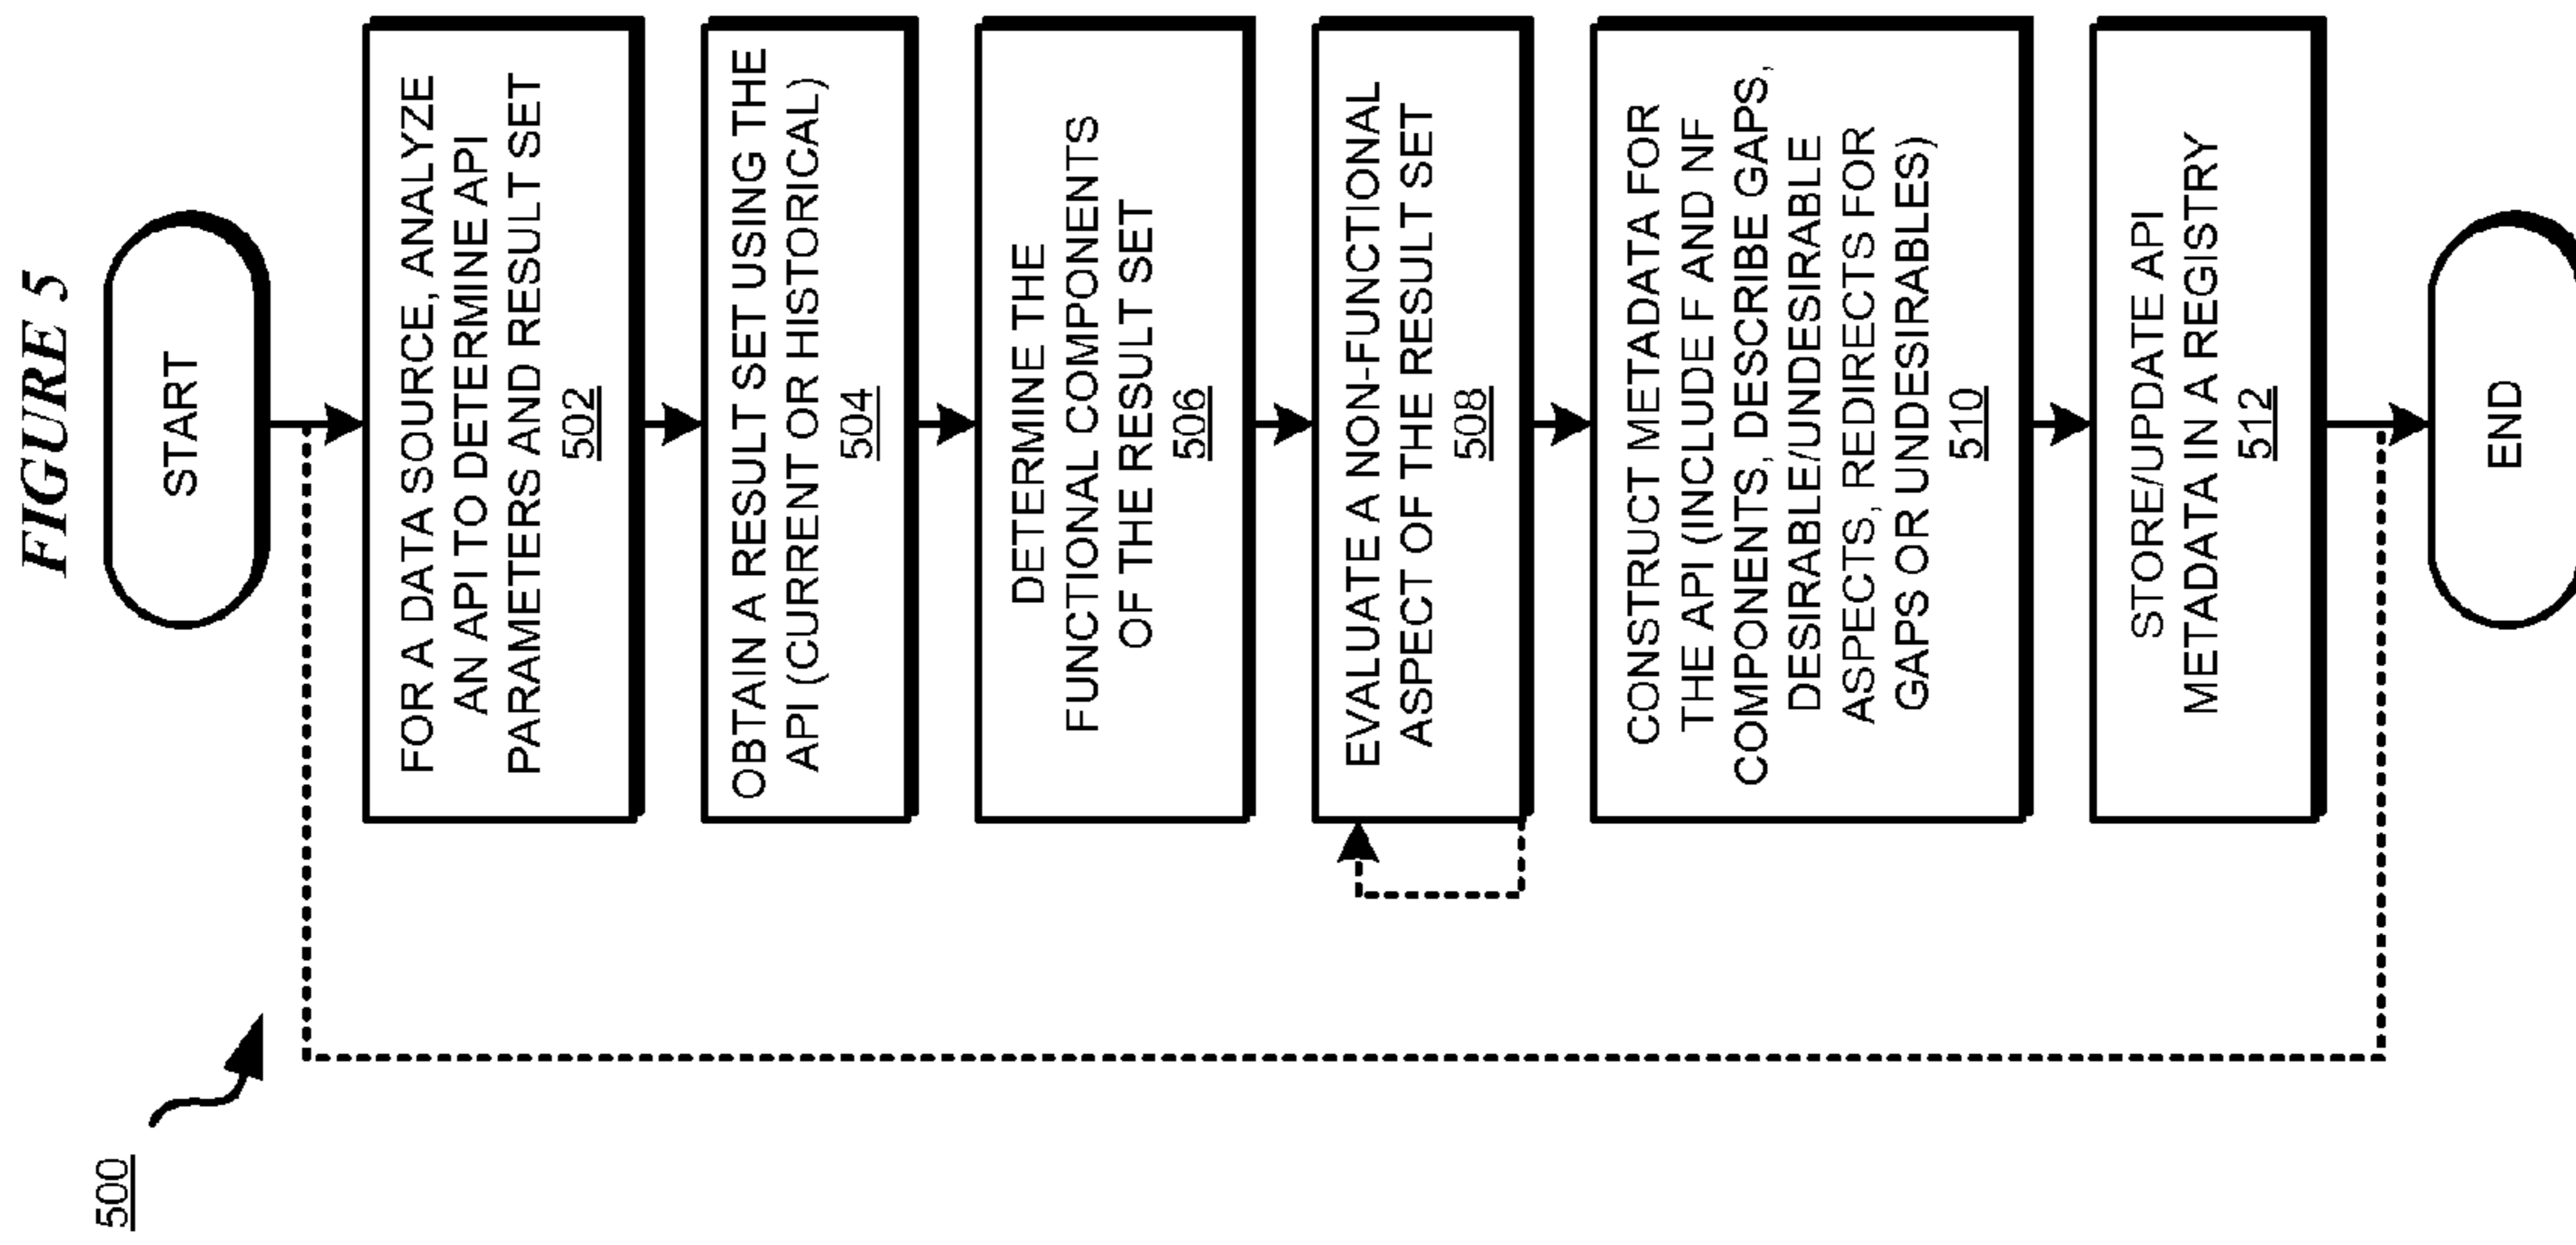 FIGURE 5
500
START
FOR A DATA SOURCE, ANALYZE
AN API TO DETERMINE API
PARAMETERS AND RESULT SET
502
OBTAIN A RESULT SET USING THE
API (CURRENT OR HISTORICAL)
504
DETERMINE THE
FUNCTIONAL COMPONENTS
OF THE RESULT SET
506
EVALUATE A NON-FUNCTIONAL
ASPECT OF THE RESULT SET
508
CONSTRUCT METADATA FOR
THE API (INCLUDE F AND NF
COMPONENTS, DESCRIBE GAPS,
DESIRABLE/UNDESIRABLE
ASPECTS, REDIRECTS FOR
GAPS OR UNDESIRABLES)
510
STORE/UPDATE API
METADATA IN A REGISTRY
512
END